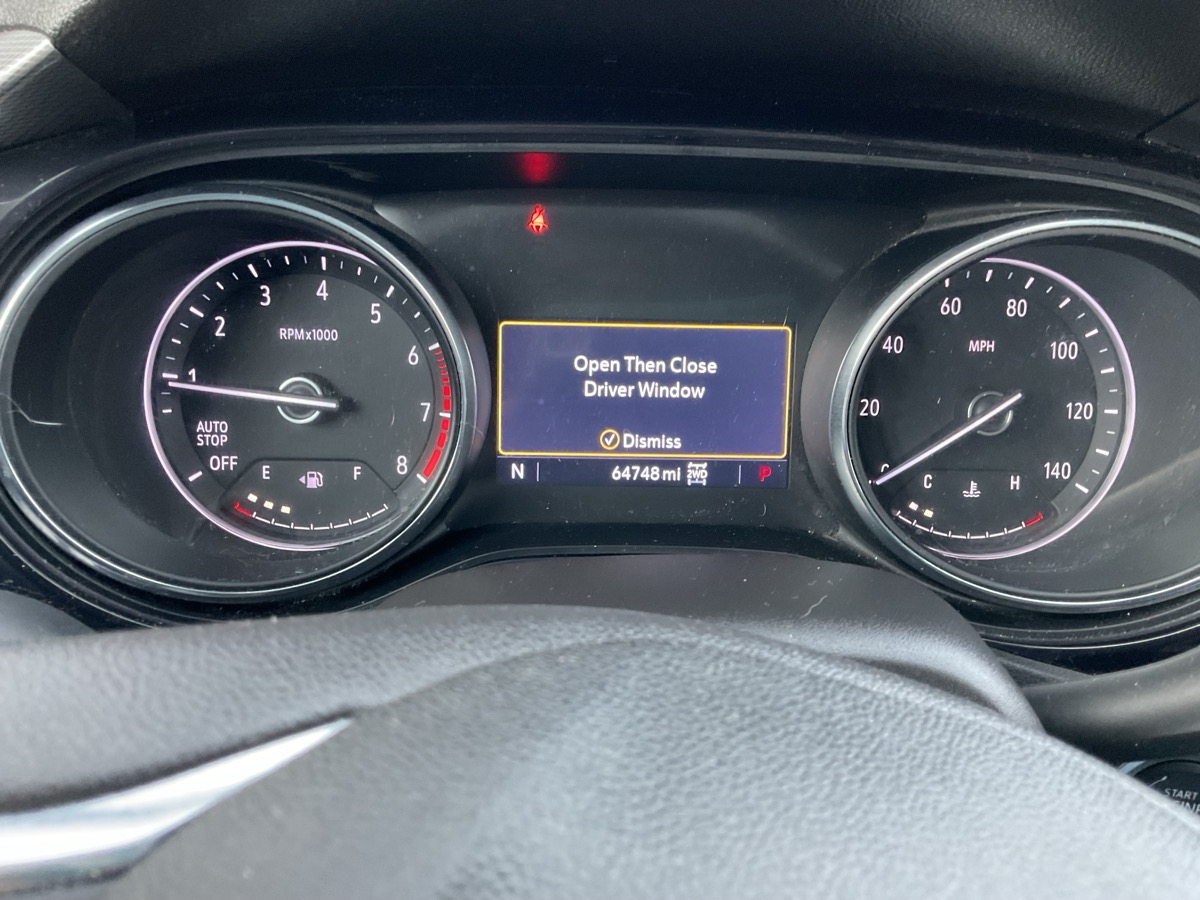 1
2
3
4
5
6
7
8
RPMx1000
AUTO
STOP
OFF
E
F
Open Then Close
Driver Window
Dismiss
N
64748 mi
2WD
P
20
40
60
80
100
120
140
MPH
C
H
START